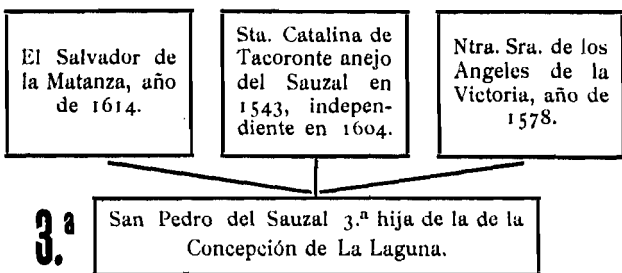 El Salvador de
la Matanza, año
de 1614.
Sta. Catalina de
Tacoronte anejo
del Sauzal en
1543, indepen-
diente en 1604.
Ntra. Sra. de los
Angeles de la
Victoria, año de
1578.
3.ª
San Pedro del Sauzal 3.ª hija de la de la
Concepción de La Laguna.